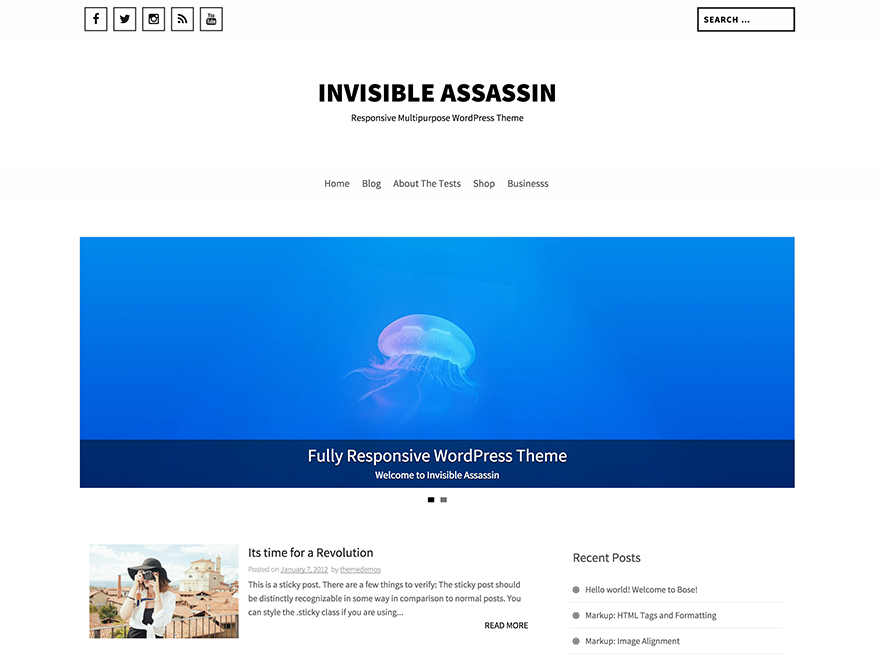 You Tube
SEARCH ...
INVISIBLE ASSASSIN
Responsive Multipurpose WordPress Theme
Home Blog About The Tests Shop Businesss
Fully Responsive WordPress Theme
Welcome to Invisible Assassin
Its time for a Revolution
Posted on January 7, 2012 by themedemos
This is a sticky post. There are a few things to verify: The sticky post should
be distinctly recognizable in some way in comparison to normal posts. You
can style the .sticky class if you are using...
READ MORE
Recent Posts
Hello world! Welcome to Bose!
Markup: HTML Tags and Formatting
Markup: Image Alignment